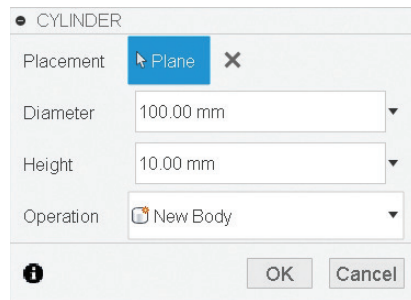 CYLINDER
Placement Plane
Diameter 100.00 mm
Height 10.00 mm
Operation New Body
OK Cancel